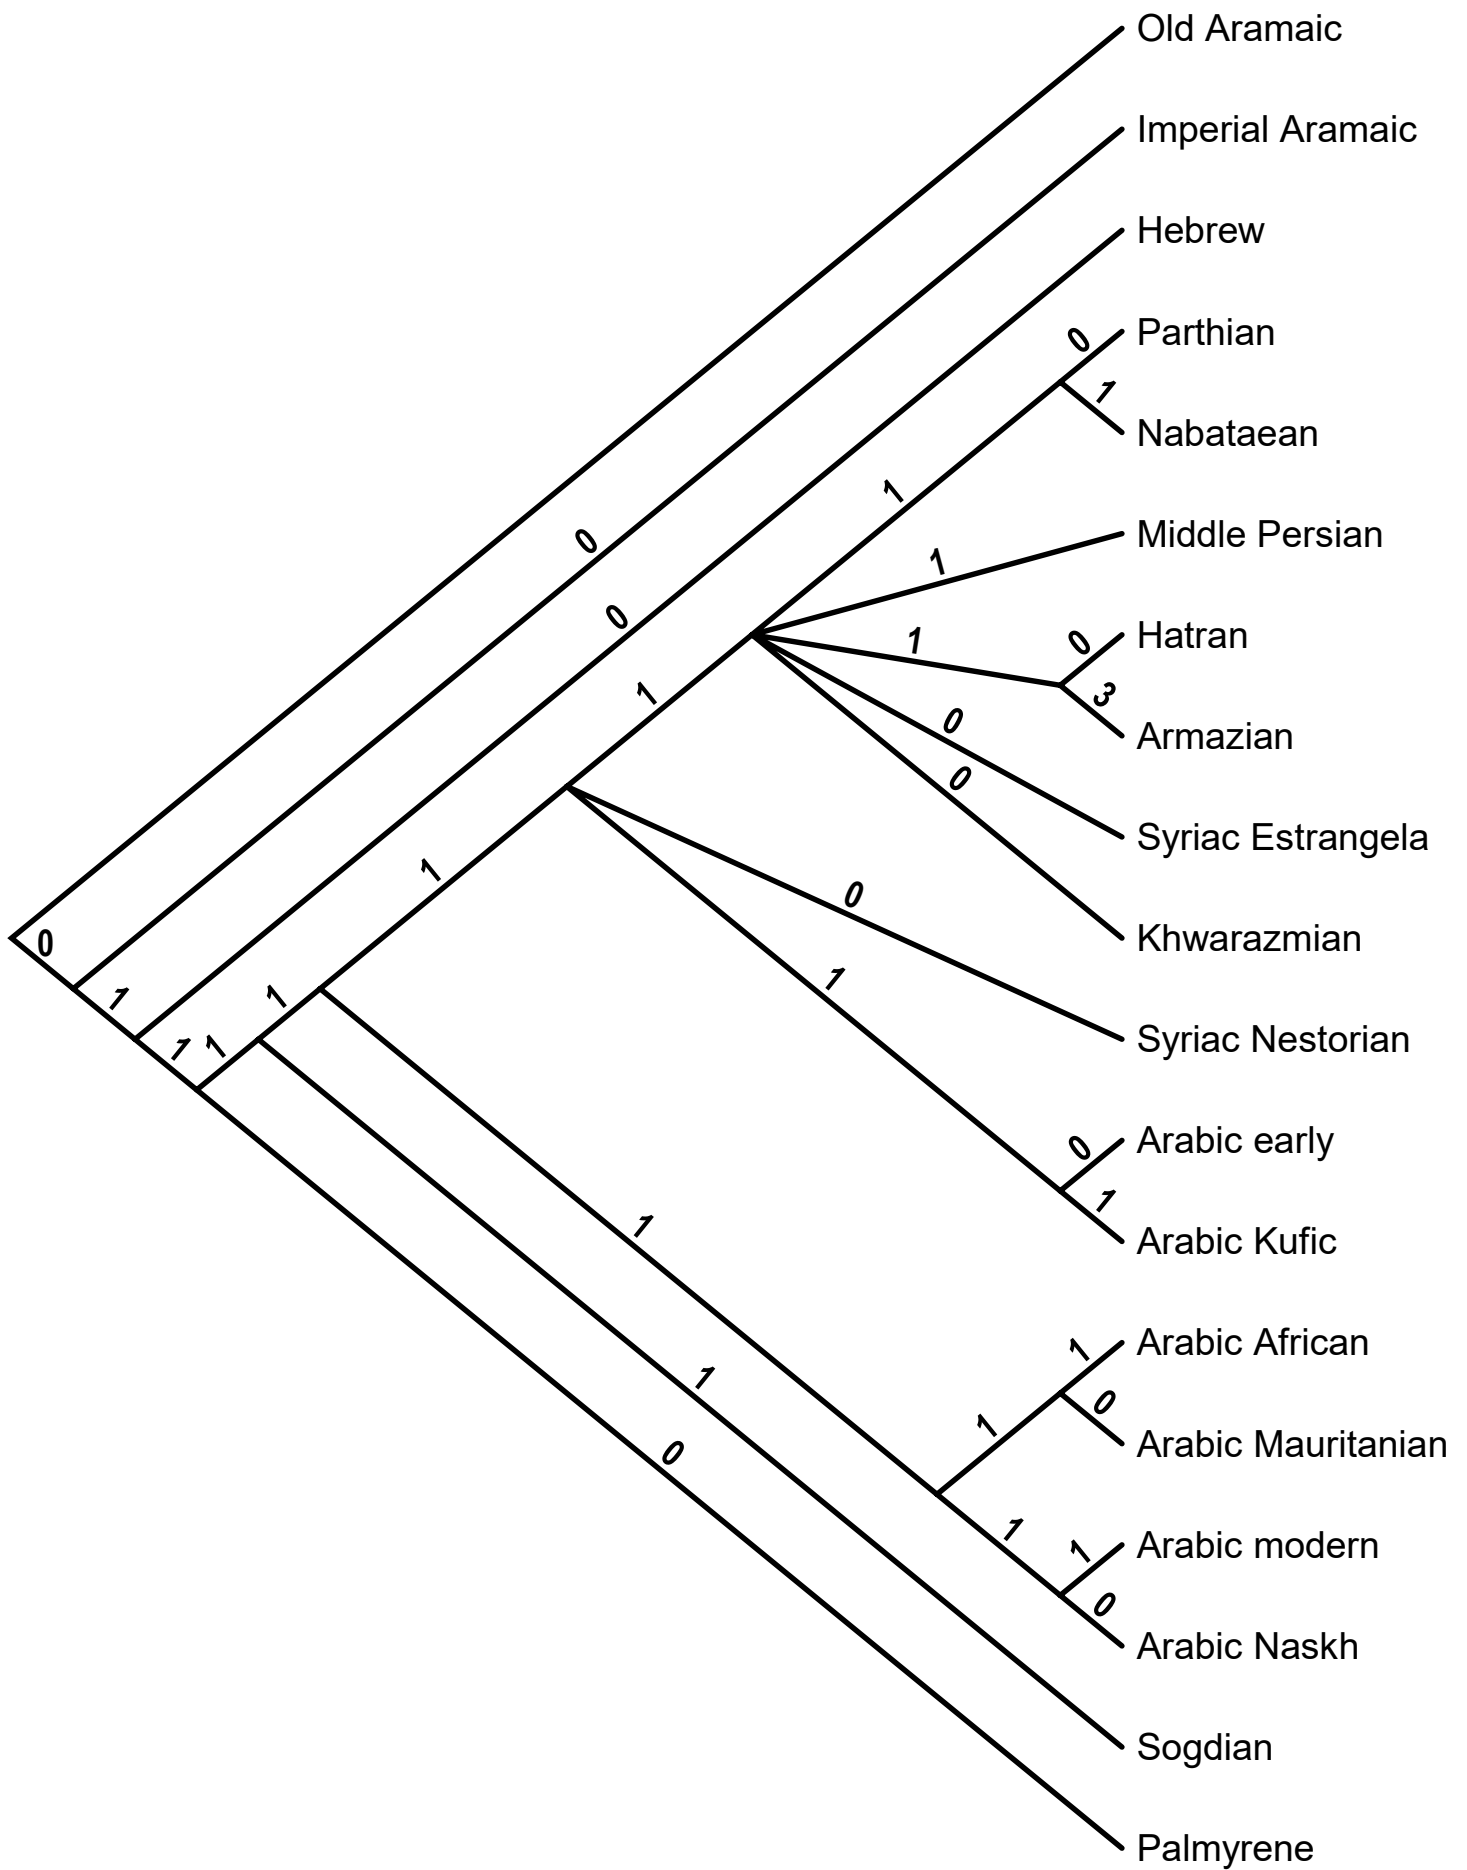 Old Aramaic
Imperial Aramaic
Hebrew
0 Parthian
1 Nabataean
1
Middle Persian
1
0 Hatran
1
3 Armazian
0
Syriac Estrangela
0
Khwarazmian
0
0
1
1
0
Syriac Nestorian
1
0 Arabic early
1 Arabic Kufic
0
1
1
1
1
1
1 Arabic African
0 Arabic Mauritanian
1
1
1 Arabic modern
0 Arabic Naskh
1
Sogdian
0
Palmyrene